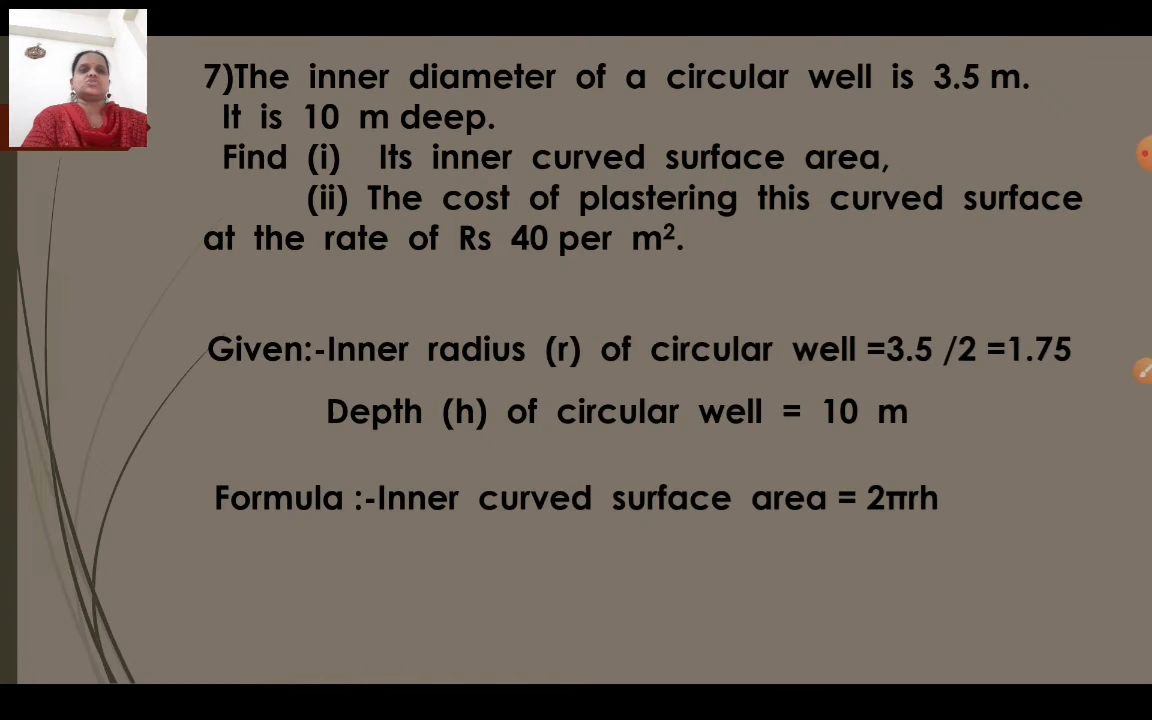 7)The inner diameter of a circular well is 3.5 m.
It is 10 m deep.
Find (i) Its inner curved surface area,
(ii) The cost of plastering this curved surface
at the rate of Rs 40 per m².
Given:-Inner radius (r) of circular well =3.5 /2 =1.75
Depth (h) of circular well = 10 m
Formula :-Inner curved surface area = 2πrh